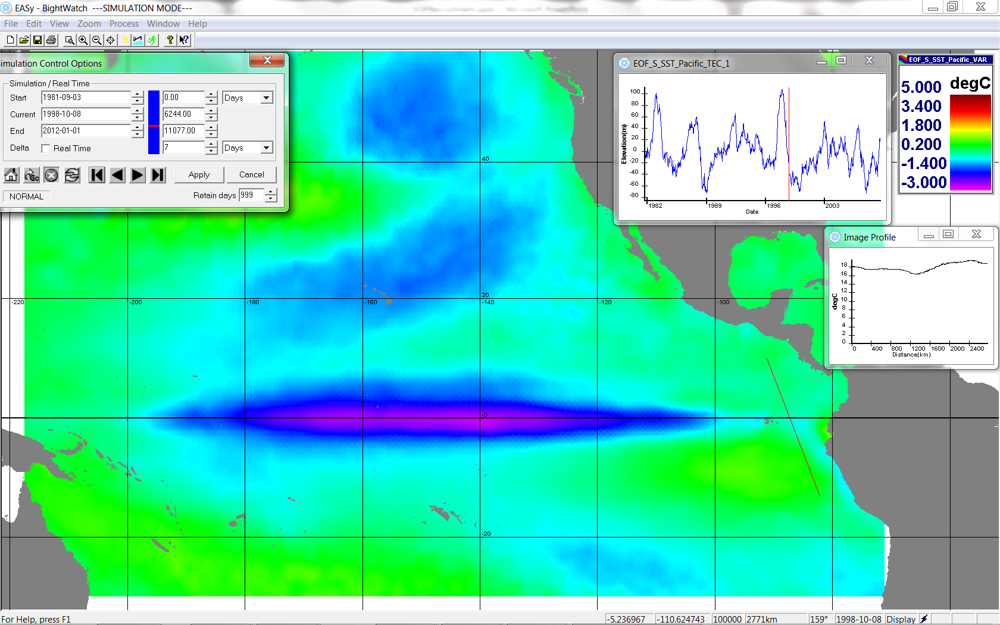 EASy - BightWatch  ---SIMULATION MODE---
File Edit View Zoom Process Window Help
imulation Control Options
Simulation / Real Time
Start 1981-09-03 0.00 Days
Current 1998-10-08 6244.00
End 2012-01-01 11077.00
Delta Real Time 7 Days
Go
Apply Cancel
NORMAL
Retain days 999
EOF_S_SST_Pacific_TEC_1
Elevation(m)
100
80
60
40
20
0
-20
-40
-60
-80
1982 1989 1996 2003
Date
EOF_S_SST_Pacific_VAR
degC
5.000
3.400
1.800
0.200
-1.400
-3.000
Image Profile
degC
18
16
14
12
10
8
6
4
2
0
0 400 800 1200 1600 2000 2400
Distance(km)
40
20
-220 -200 -180 -160 -140 -120 -100
-0
-20
For Help, press F1
-5.236967 -110.624743 100000 2771km 159° 1998-10-08 Display